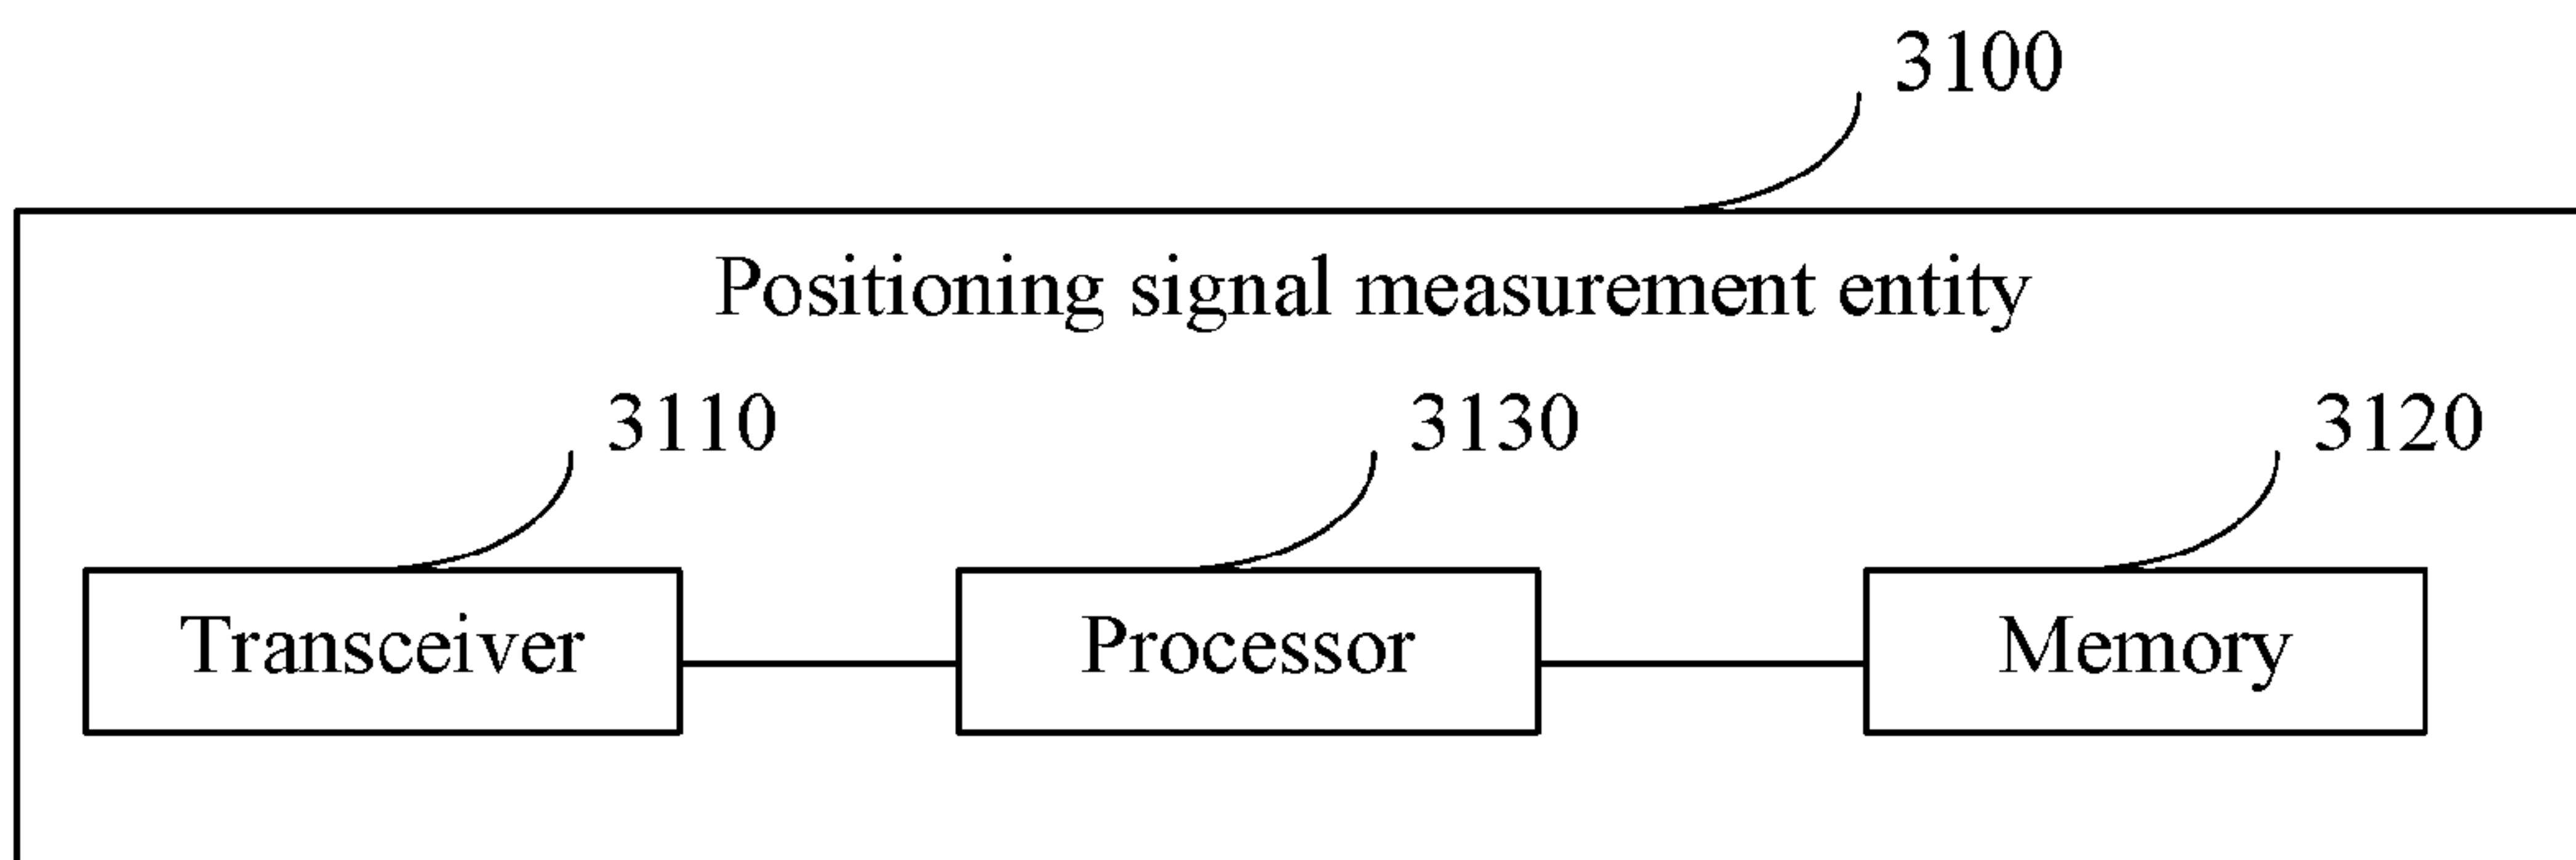 3100
Positioning signal measurement entity
3110 3130 3120
Transceiver Processor Memory